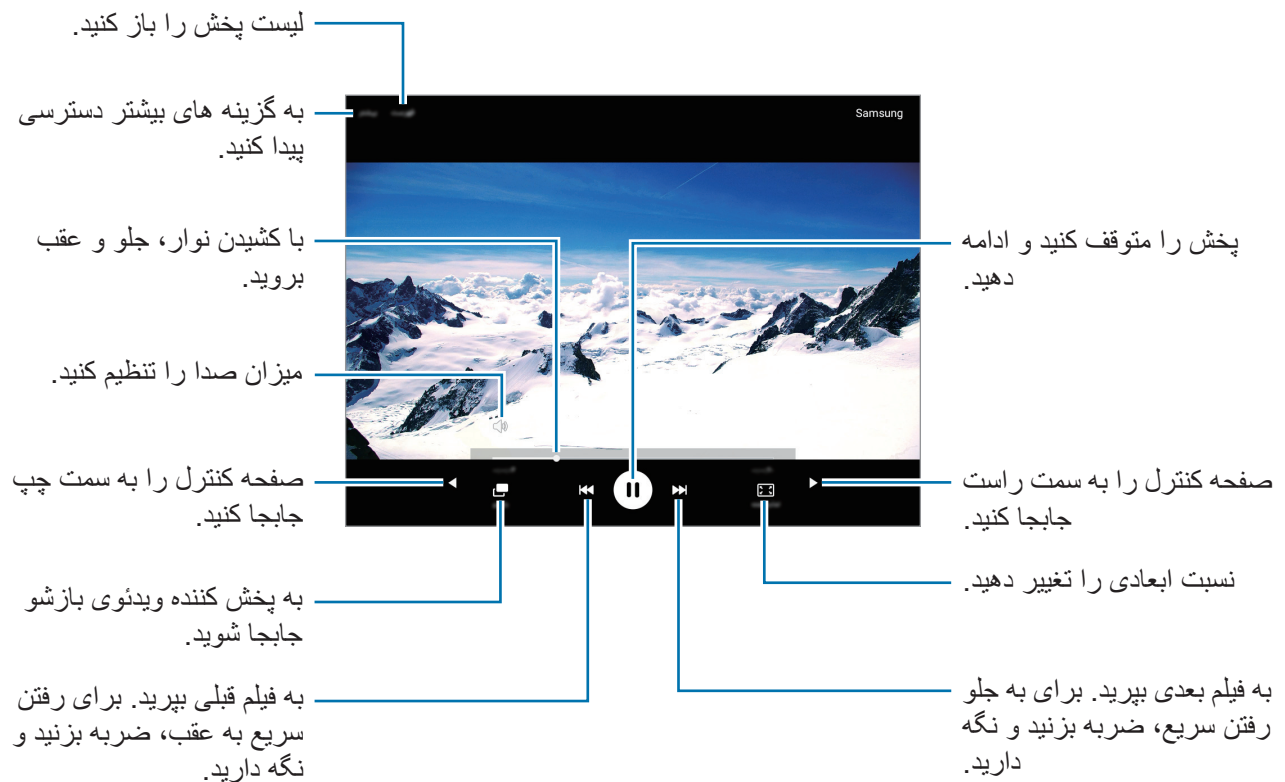 لیست پخش را باز کنید.
به گزینه های بیشتر دسترسی
پیدا کنید.
Samsung
با کشیدن نوار، جلو و عقب
بروید.
پخش را متوقف کنید و ادامه
دهید.
میزان صدا را تنظیم کنید.
صفحه کنترل را به سمت راست
جابجا کنید.
صفحه کنترل را به سمت چپ
جابجا کنید.
نسبت ابعادی را تغییر دهید.
به پخش کننده ویدئوی بازشو
جابجا شوید.
به فیلم بعدی بپرید. برای به جلو
رفتن سریع، ضربه بزنید و نگه
دارید.
به فیلم قبلی بپرید. برای رفتن
سریع به عقب، ضربه بزنید و
نگه دارید.